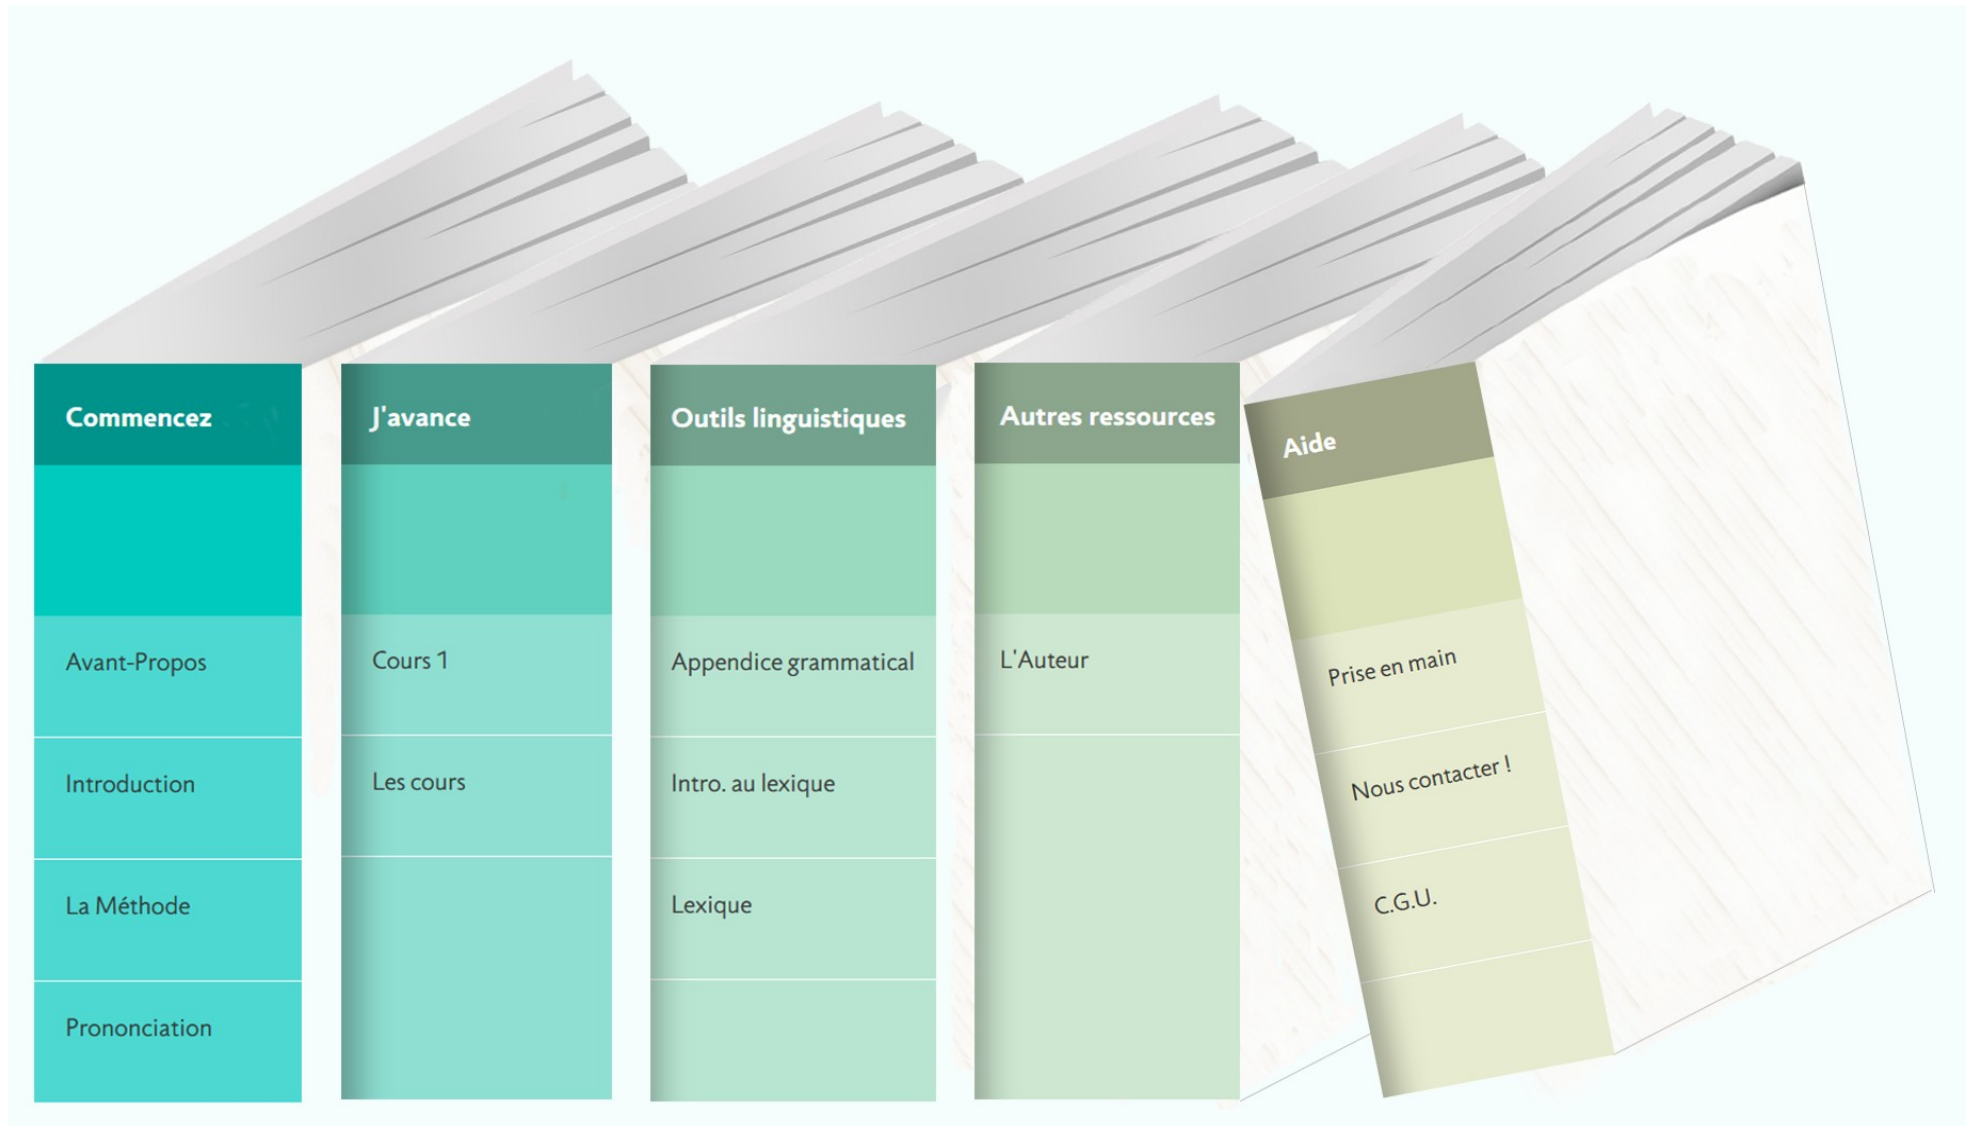 Commencez
Avant-Propos
Introduction
La Méthode
Prononciation
J'avance
Cours 1
Les cours
Outils linguistiques
Appendice grammatical
Intro. au lexique
Lexique
Autres ressources
L'Auteur
Aide
Prise en main
Nous contacter !
C.G.U.